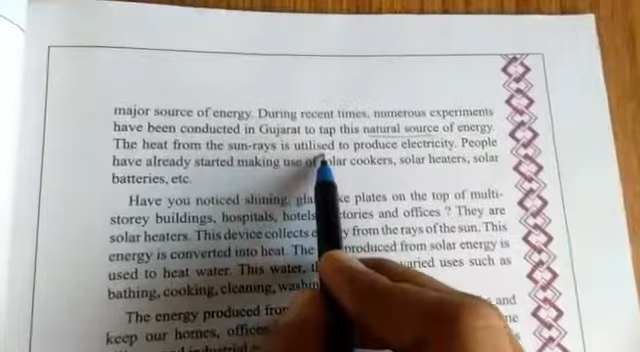 major source of energy. During recent times, numerous experiments
have been conducted in Gujarat to tap this natural source of energy.
The heat from the sun-rays is utilised to produce electricity. People
have already started making use of solar cookers, solar heaters, solar
batteries, etc.
Have you noticed shining, plates on the top of multi-
storey buildings, hospitals, hotels and offices ? They are
solar heaters. This device collects from the rays of the sun. This
energy is converted into heat. The produced from solar energy is
used to heat water. This water, varied uses such as
bathing, cooking, cleaning,
The energy produced from and
keep our homes, offices